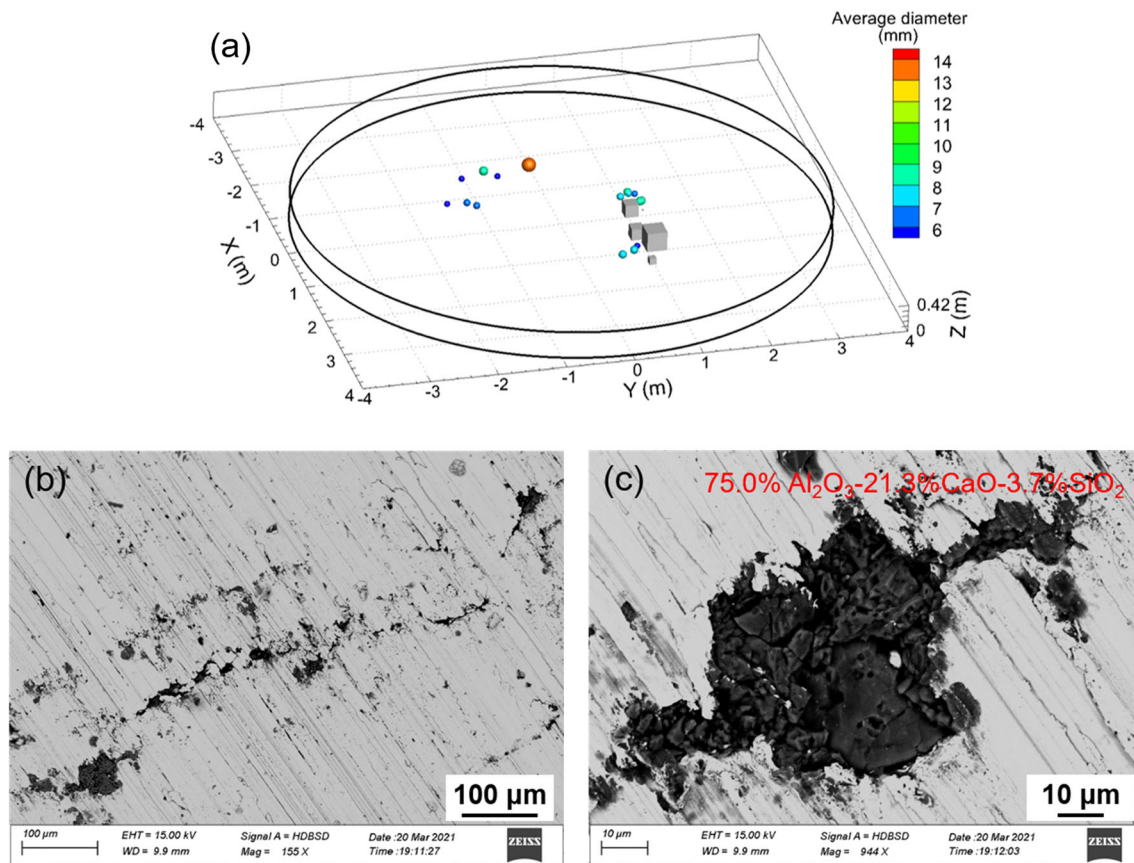 (a)
Average diameter
(mm)
14
13
12
11
10
9
8
7
6
-4
-3
-2
-1
0
1
2
3
4
X (m)
-4
-3
-2
-1
0
1
2
3
4
Y (m)
0.42
0
Z (m)
(b)
100 µm
100 µm
EHT = 15.00 kV
Signal A = HDBSD
Date :20 Mar 2021
WD = 9.9 mm
Mag = 155 X
Time :19:11:27
ZEISS
(c)
75.0% Al₂O₃-21.3%CaO-3.7%SiO₂
10 µm
10 µm
EHT = 15.00 kV
Signal A = HDBSD
Date :20 Mar 2021
WD = 9.9 mm
Mag = 944 X
Time :19:12:03
ZEISS